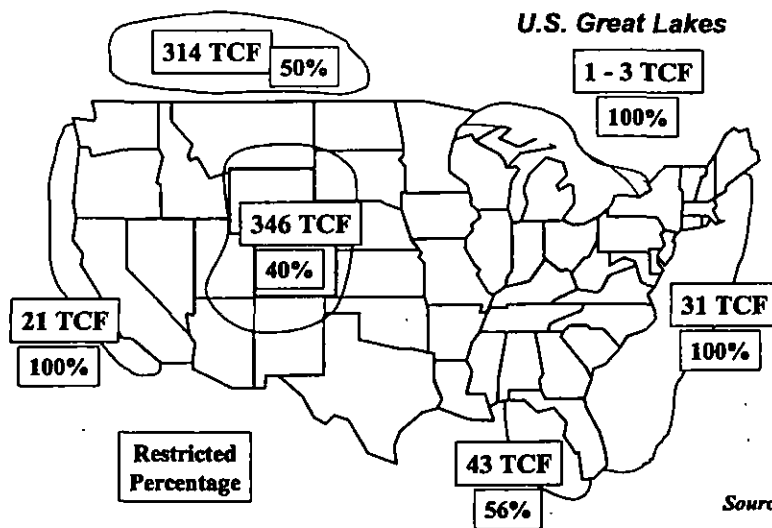 U.S. Great Lakes
314 TCF
50%
1 - 3 TCF
100%
346 TCF
40%
21 TCF
100%
31 TCF
100%
Restricted
Percentage
43 TCF
56%
Sourc